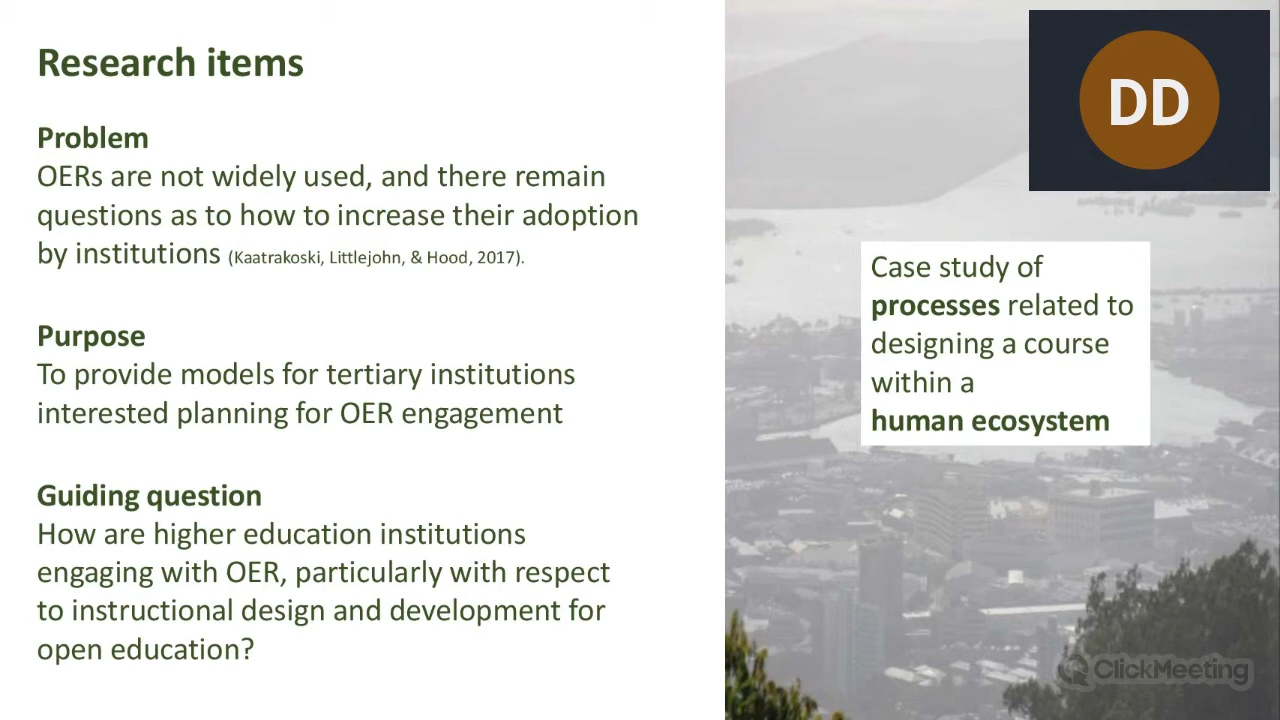 Research items
Problem
OERs are not widely used, and there remain
questions as to how to increase their adoption
by institutions (Kaatrakoski, Littlejohn, & Hood, 2017).
Purpose
To provide models for tertiary institutions
interested planning for OER engagement
Guiding question
How are higher education institutions
engaging with OER, particularly with respect
to instructional design and development for
open education?
DD
Case study of
processes related to
designing a course
within a
human ecosystem
ClickMeeting